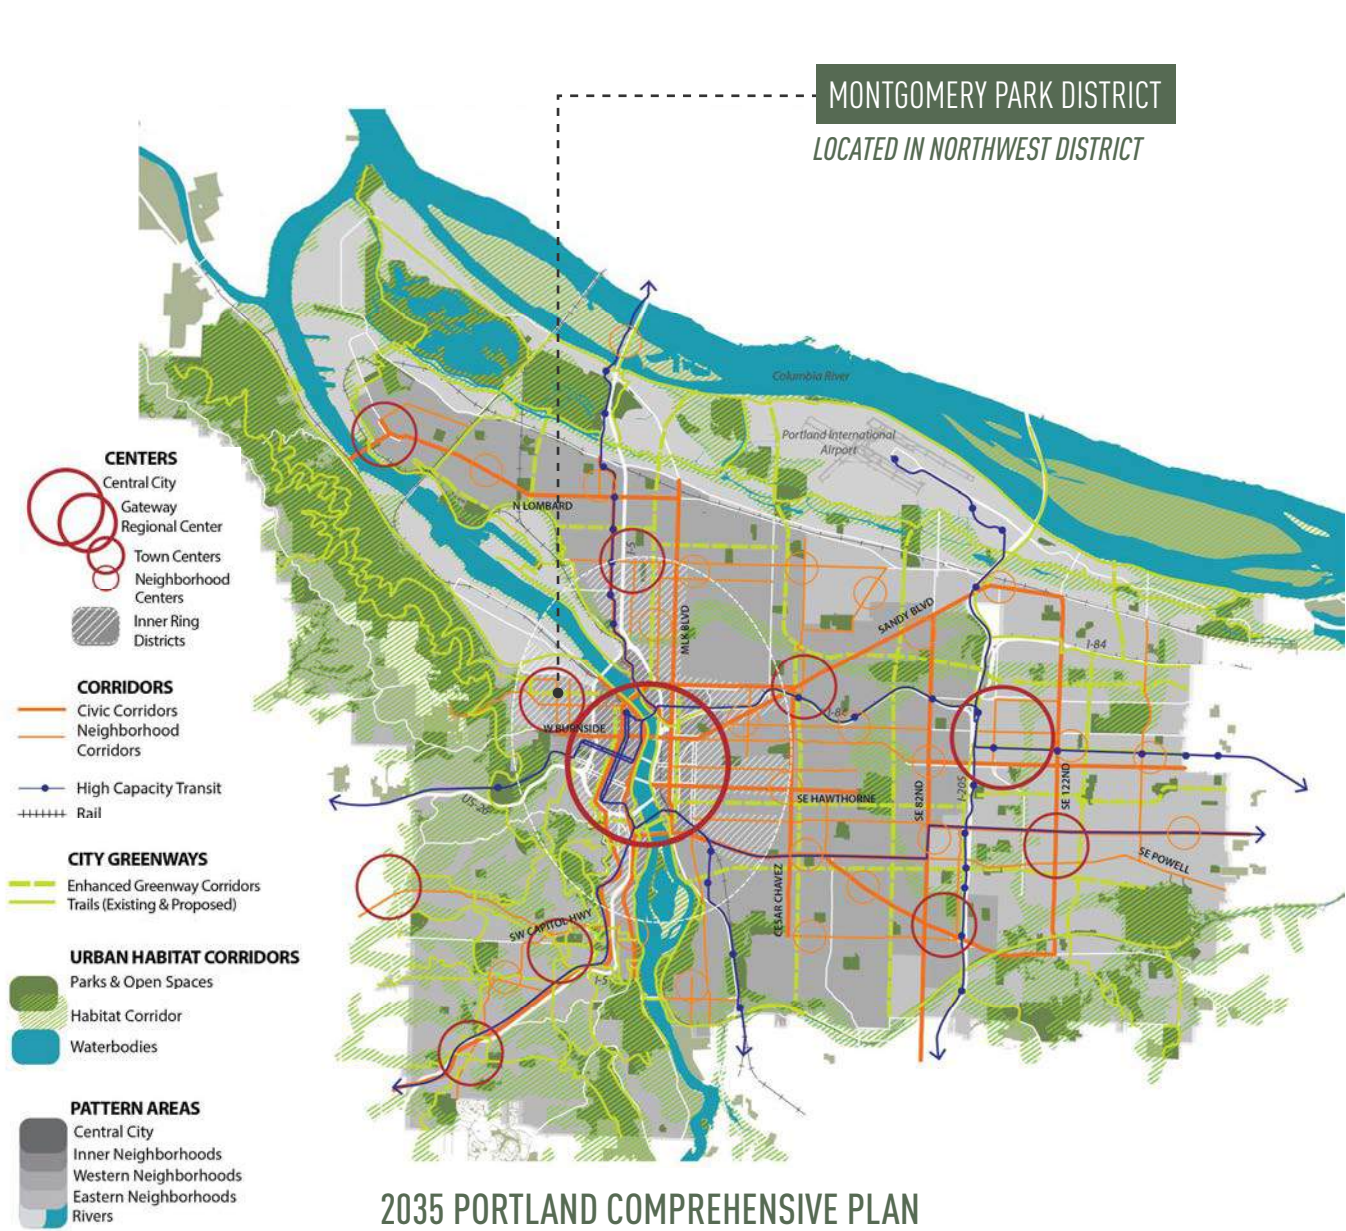 MONTGOMERY PARK DISTRICT
LOCATED IN NORTHWEST DISTRICT
Columbia River
Portland International
Airport
N LOMBARD
I-5
MLK BLVD
SANDY BLVD
I-84
W BURNSIDE
I-84
US-26
SE HAWTHORNE
SE 82ND
I-205
SE 122ND
SE POWELL
CESAR CHAVEZ
SW CAPITOL HWY
I-5
CENTERS
Central City
Gateway
Regional Center
Town Centers
Neighborhood
Centers
Inner Ring
Districts
CORRIDORS
Civic Corridors
Neighborhood
Corridors
High Capacity Transit
Rail
CITY GREENWAYS
Enhanced Greenway Corridors
Trails (Existing & Proposed)
URBAN HABITAT CORRIDORS
Parks & Open Spaces
Habitat Corridor
Waterbodies
PATTERN AREAS
Central City
Inner Neighborhoods
Western Neighborhoods
Eastern Neighborhoods
Rivers
2035 PORTLAND COMPREHENSIVE PLAN